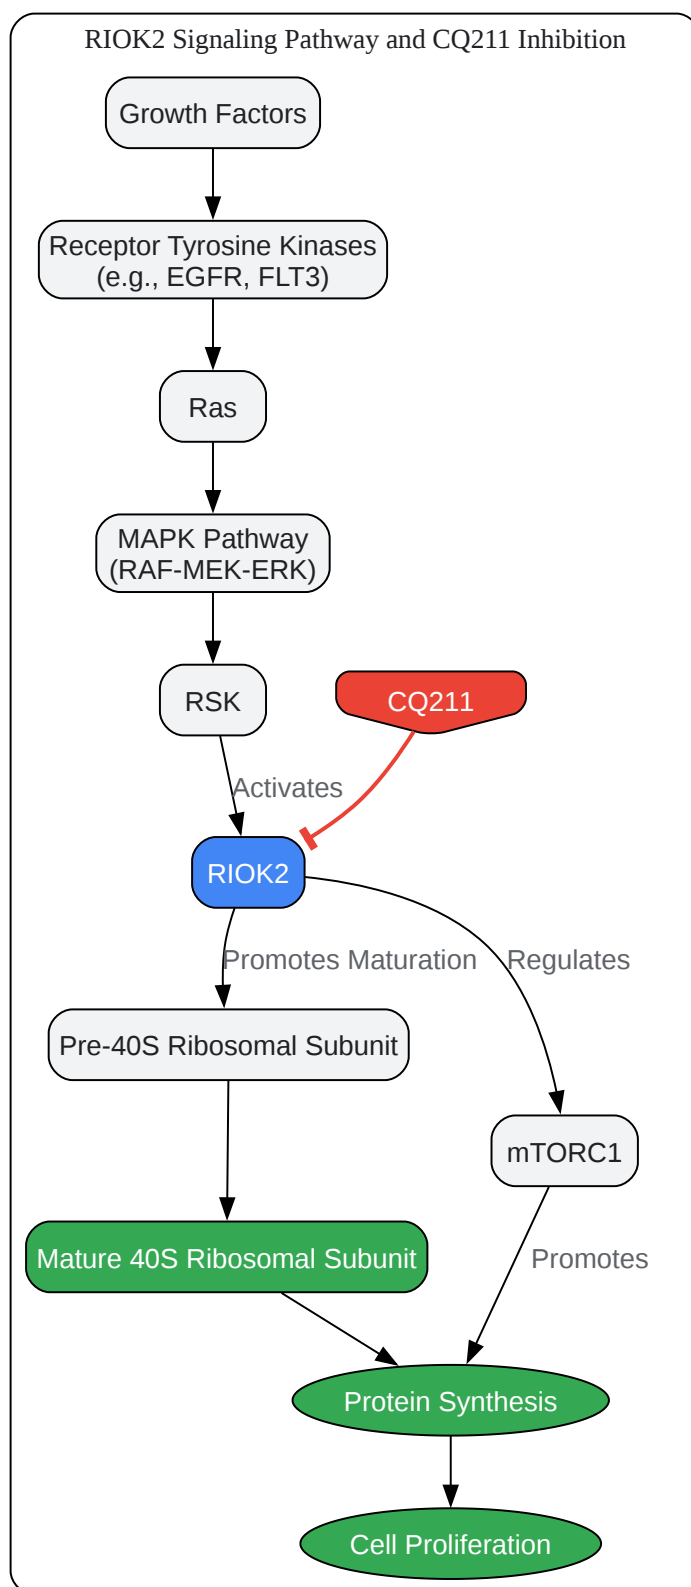 RIOK2 Signaling Pathway and CQ211 Inhibition
Growth Factors
Receptor Tyrosine Kinases
(e.g., EGFR, FLT3)
Ras
MAPK Pathway
(RAF-MEK-ERK)
RSK
CQ211
Activates
RIOK2
Promotes Maturation
Regulates
Pre-40S Ribosomal Subunit
mTORC1
Mature 40S Ribosomal Subunit
Promotes
Protein Synthesis
Cell Proliferation